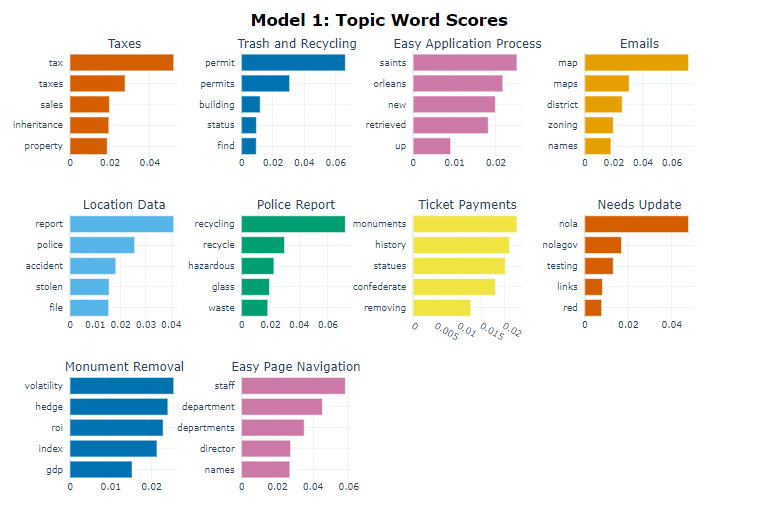 Model 1: Topic Word Scores
Taxes
tax
taxes
sales
inheritance
property
0 0.02 0.04
Trash and Recycling
permit
permits
building
status
find
0 0.02 0.04 0.06
Easy Application Process
saints
orleans
new
retrieved
up
0 0.01 0.02
Emails
map
maps
district
zoning
names
0 0.02 0.04 0.06
Location Data
report
police
accident
stolen
file
0 0.01 0.02 0.03 0.04
Police Report
recycling
recycle
hazardous
glass
waste
0 0.02 0.04 0.06
Ticket Payments
monuments
history
statues
confederate
removing
0 0.005 0.01 0.015 0.02
Needs Update
nola
nolagov
testing
links
red
0 0.02 0.04
Monument Removal
volatility
hedge
roi
index
gdp
0 0.01 0.02
Easy Page Navigation
staff
department
departments
director
names
0 0.02 0.04 0.06